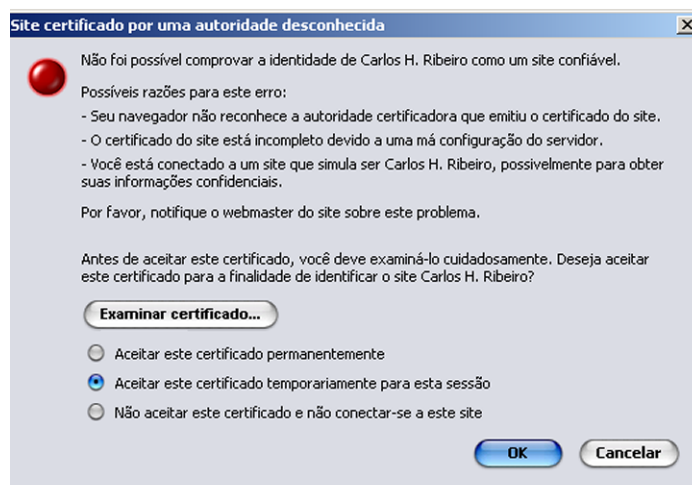 Site certificado por uma autoridade desconhecida
Não foi possível comprovar a identidade de Carlos H. Ribeiro como um site confiável.
Possíveis razões para este erro:
- Seu navegador não reconhece a autoridade certificadora que emitiu o certificado do site.
- O certificado do site está incompleto devido a uma má configuração do servidor.
- Você está conectado a um site que simula ser Carlos H. Ribeiro, possivelmente para obter
suas informações confidenciais.
Por favor, notifique o webmaster do site sobre este problema.
Antes de aceitar este certificado, você deve examiná-lo cuidadosamente. Deseja aceitar
este certificado para a finalidade de identificar o site Carlos H. Ribeiro?
Examinar certificado...
Aceitar este certificado permanentemente
Aceitar este certificado temporariamente para esta sessão
Não aceitar este certificado e não conectar-se a este site
OK Cancelar